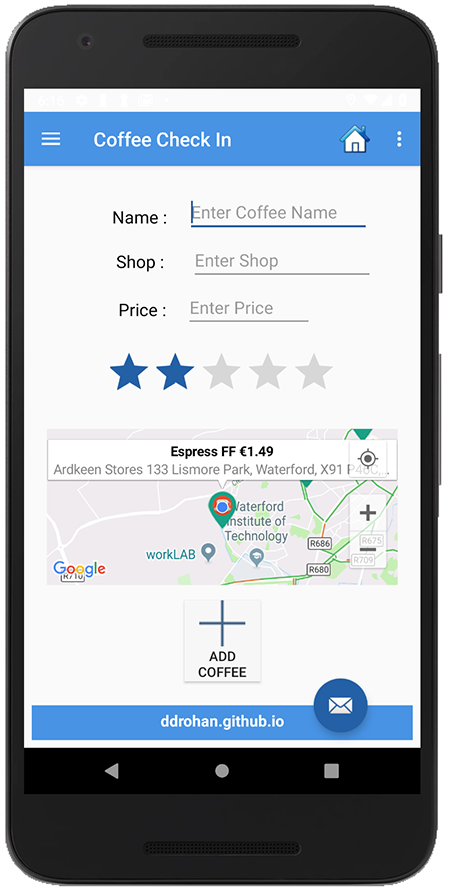 Coffee Check In
Name :
Enter Coffee Name
Shop :
Enter Shop
Price :
Enter Price
Espress FF €1.49
Ardkeen Stores 133 Lismore Park, Waterford, X91
Waterford
Institute of
Technology
workLAB
R686
R675
R709
R680
Google
R710
ADD
COFFEE
ddrohan.github.io